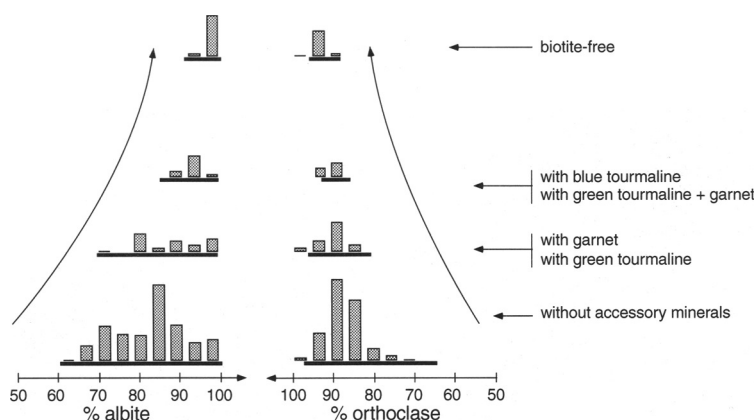 biotite-free
with blue tourmaline
with green tourmaline + garnet
with garnet
with green tourmaline
without accessory minerals
50 60 70 80 90 100 100 90 80 70 60 50
% albite % orthoclase